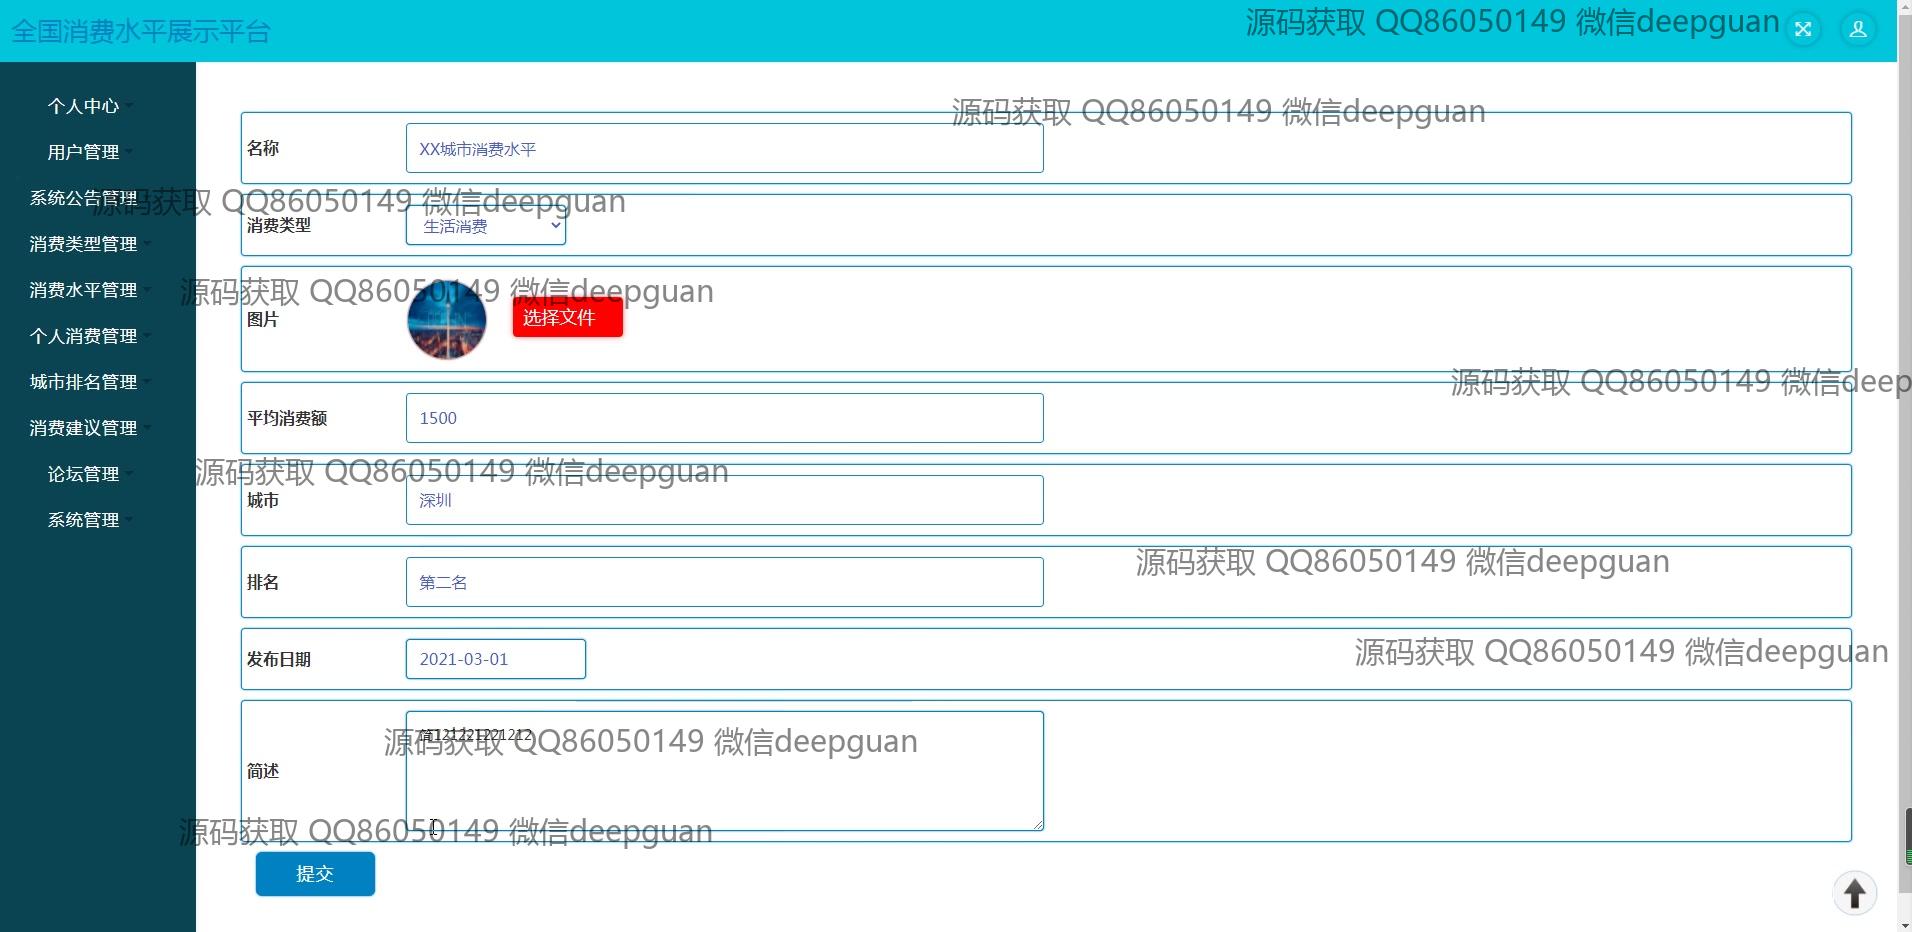 全国消费水平展示平台
源码获取 QQ86050149 微信deepguan
个人中心
用户管理
系统公告管理
消费类型管理
消费水平管理
个人消费管理
城市排名管理
消费建议管理
论坛管理
系统管理
源码获取 QQ86050149 微信deepguan
名称
XX城市消费水平
源码获取 QQ86050149 微信deepguan
消费类型
生活消费
源码获取 QQ86050149 微信deepguan
图片
选择文件
源码获取 QQ86050149 微信deep
平均消费额
1500
源码获取 QQ86050149 微信deepguan
城市
深圳
源码获取 QQ86050149 微信deepguan
排名
第二名
源码获取 QQ86050149 微信deepguan
发布日期
2021-03-01
源码获取 QQ86050149 微信deepguan
121221221212
简述
源码获取 QQ86050149 微信deepguan
提交